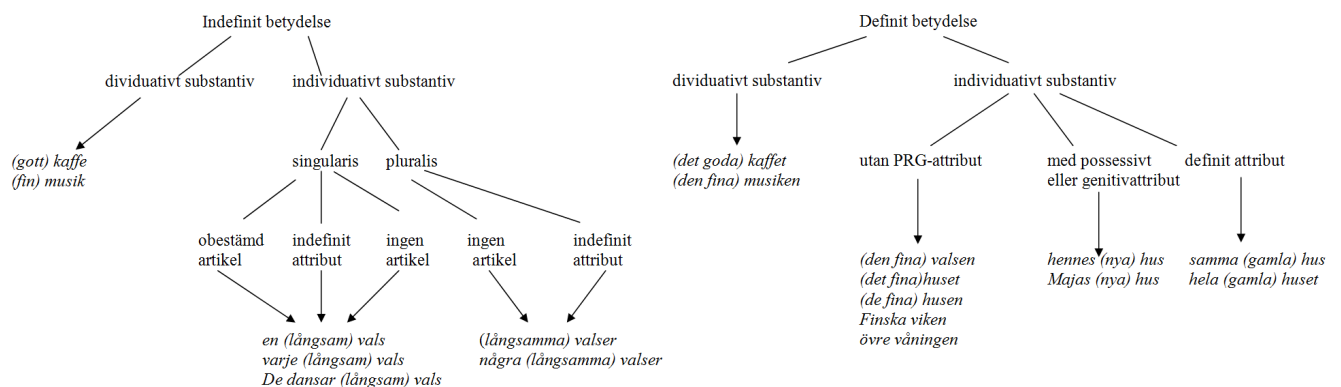 Indefinit betydelse
dividuativt substantiv
individuativt substantiv
(gott) kaffe
(fin) musik
singularis
pluralis
obestämd
artikel
indefinit
attribut
ingen
artikel
ingen
artikel
indefinit
attribut
en (långsam) vals
varje (långsam) vals
De dansar (långsam) vals
(långsamma) valser
några (långsamma) valser
Definit betydelse
dividuativt substantiv
individuativt substantiv
(det goda) kaffet
(den fina) musiken
utan PRG-attribut
med possessivt
eller genitivattribut
definit attribut
(den fina) valsen
(det fina)huset
(de fina) husen
Finska viken
övre våningen
hennes (nya) hus
Majas (nya) hus
samma (gamla) hus
hela (gamla) huset